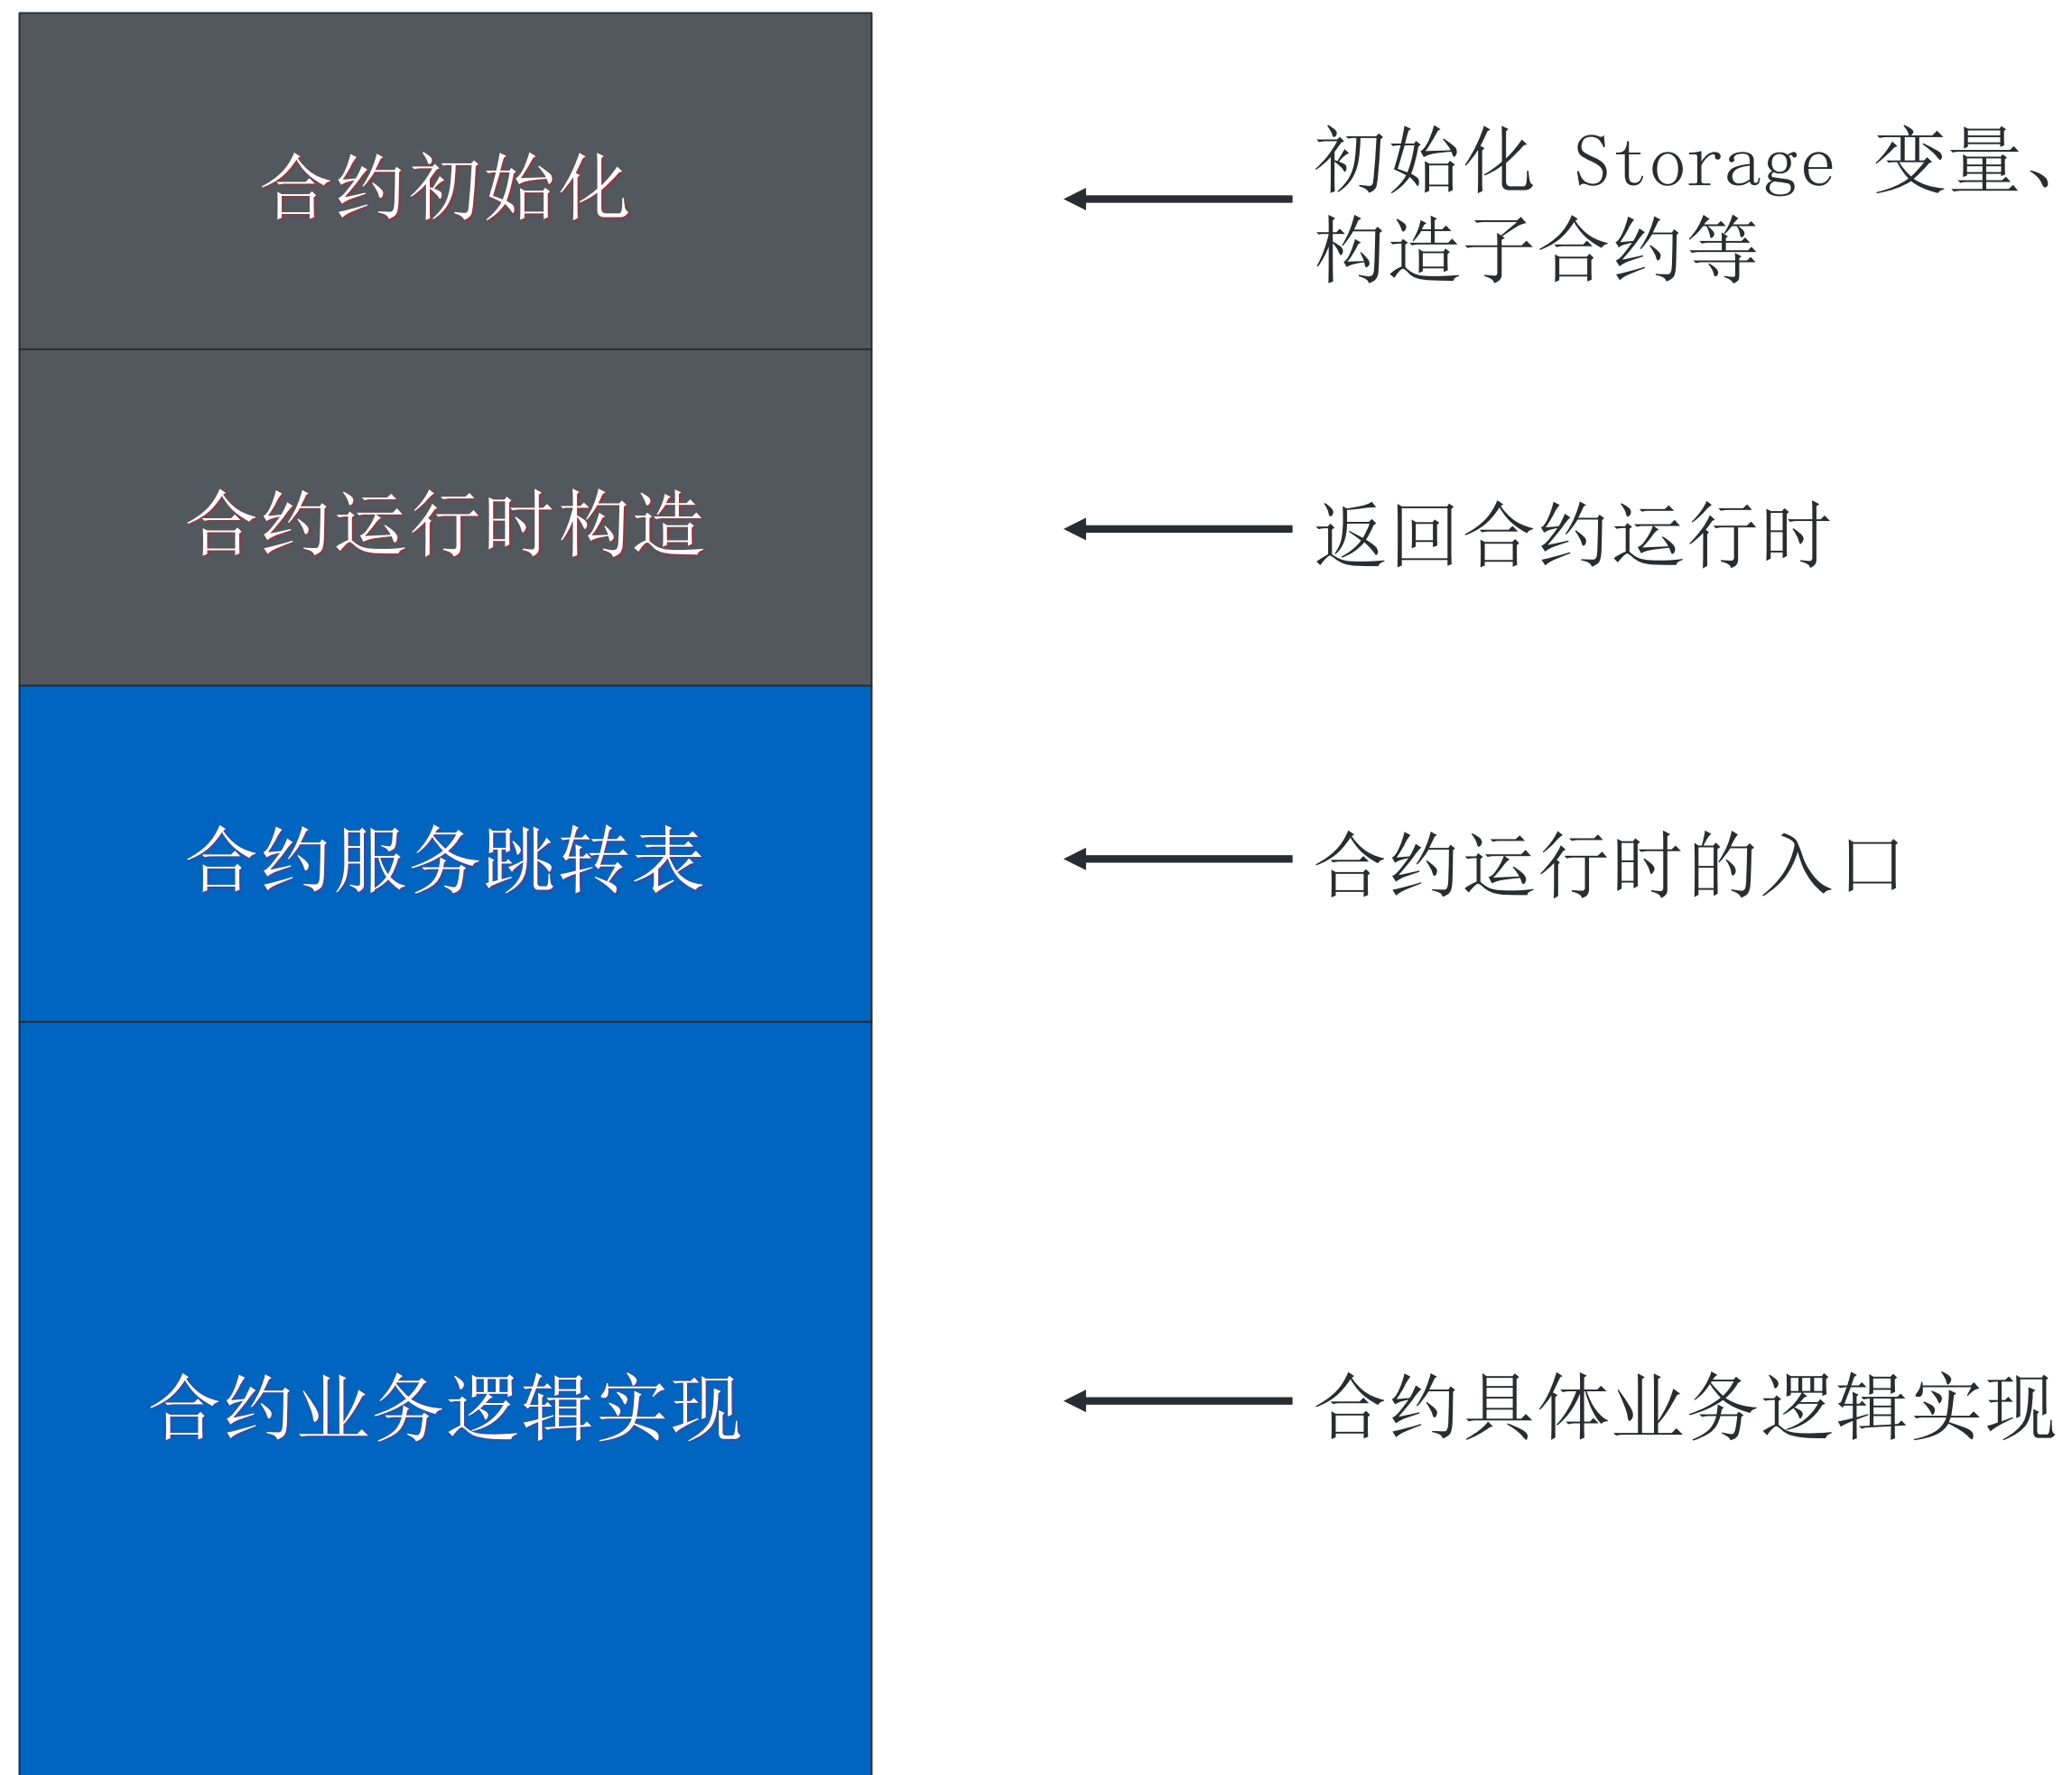 合约初始化
初始化 Storage 变量、
构造子合约等
合约运行时构造
返回合约运行时
合约服务跳转表
合约运行时的入口
合约业务逻辑实现
合约具体业务逻辑实现